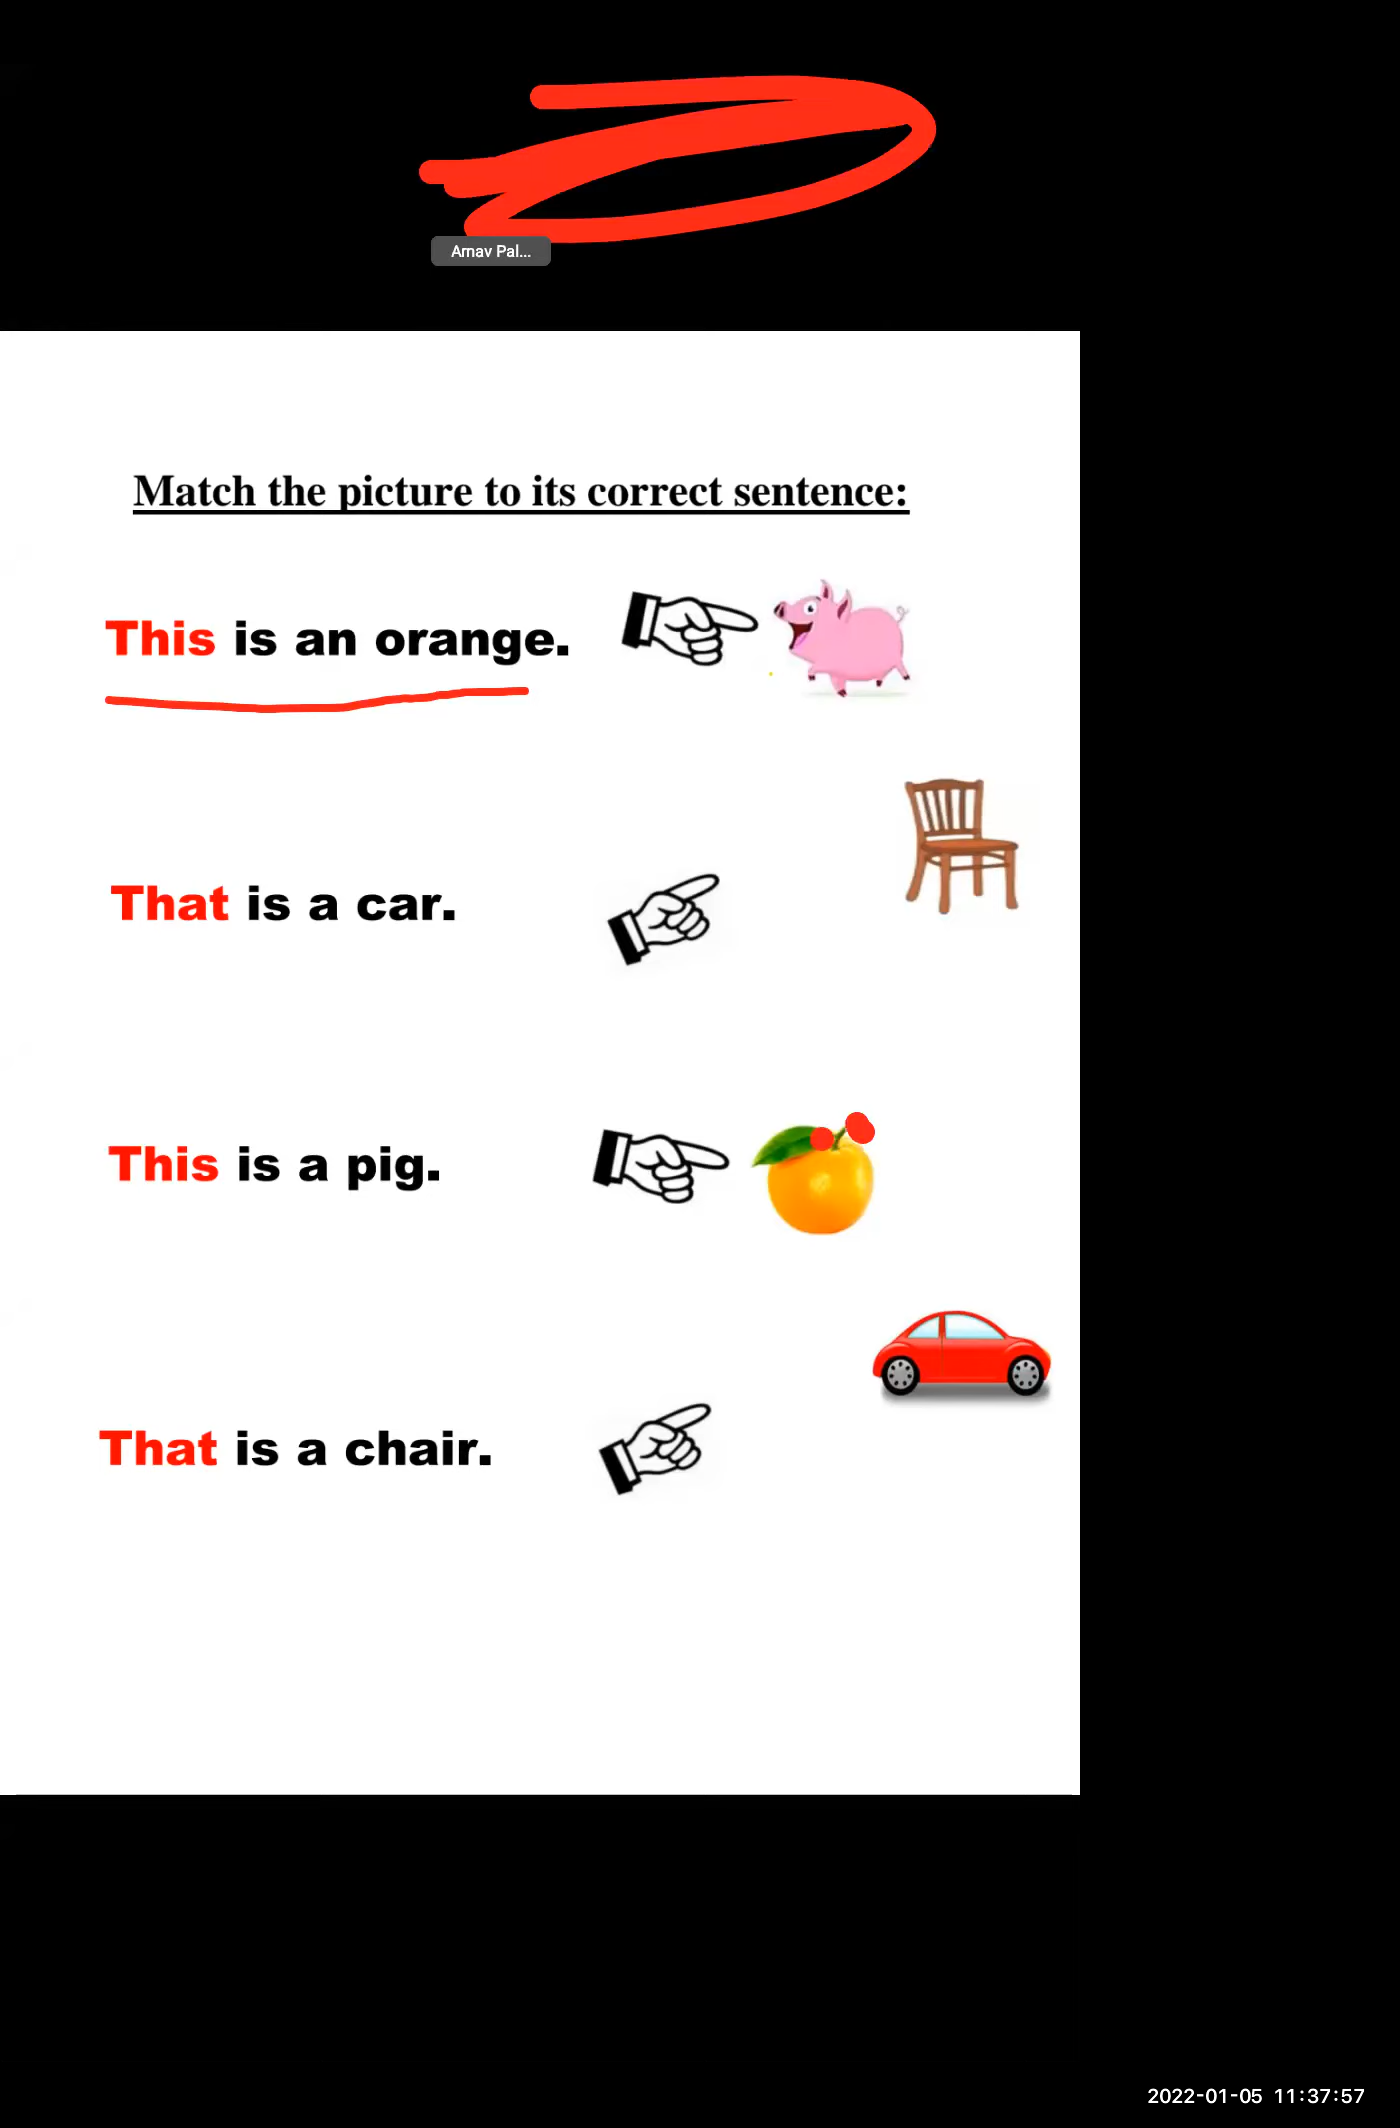 Arnav Pal...
Match the picture to its correct sentence:
This is an orange.
That is a car.
This is a pig.
That is a chair.
2022-01-05 11:37:57